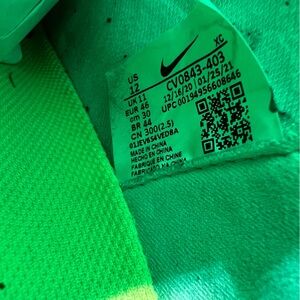 XC
US 12
UK 11
EUR 46
cm 30
BR 44
CN 300(2.5)
CV0843-403
12/16/20 01/25/21
UPC 00194956608646
MADE IN CHINA
HECHO EN CHINA
FABRIQUÉ EN CHINE
FABRICADO NA CHINA